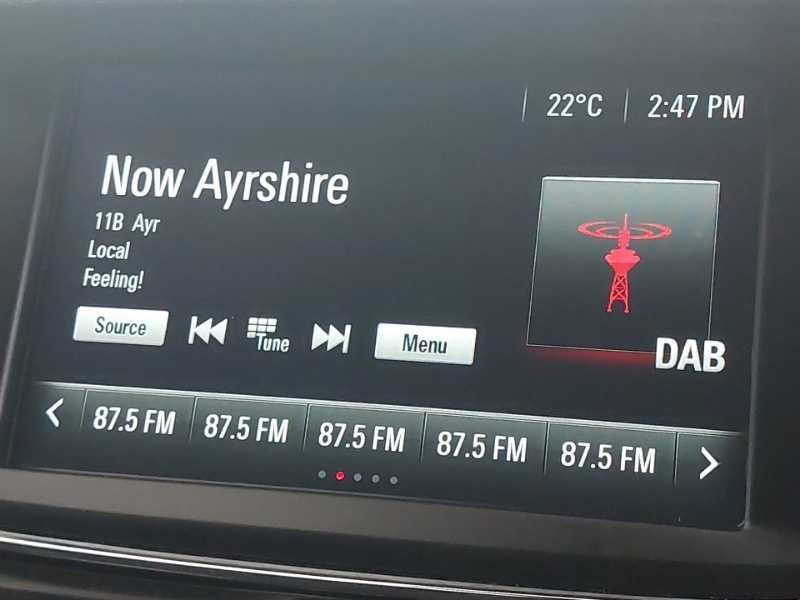 22°C 2:47 PM
Now Ayrshire
11B Ayr
Local
Feeling!
DAB
Source Tune Menu
87.5 FM 87.5 FM 87.5 FM 87.5 FM 87.5 FM